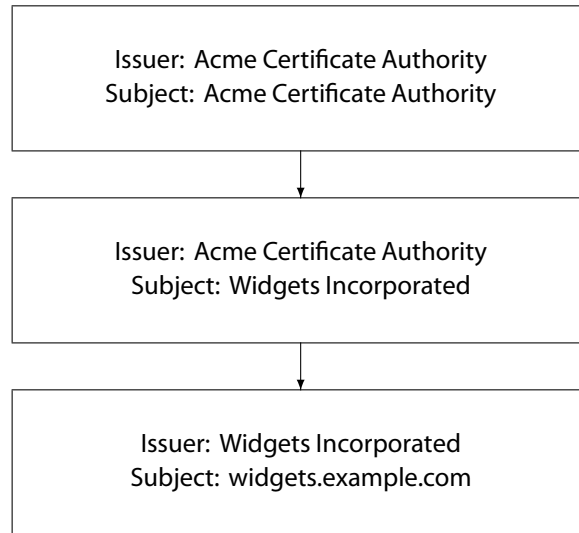 Issuer: Acme Certificate Authority
Subject: Acme Certificate Authority
Issuer: Acme Certificate Authority
Subject: Widgets Incorporated
Issuer: Widgets Incorporated
Subject: widgets.example.com